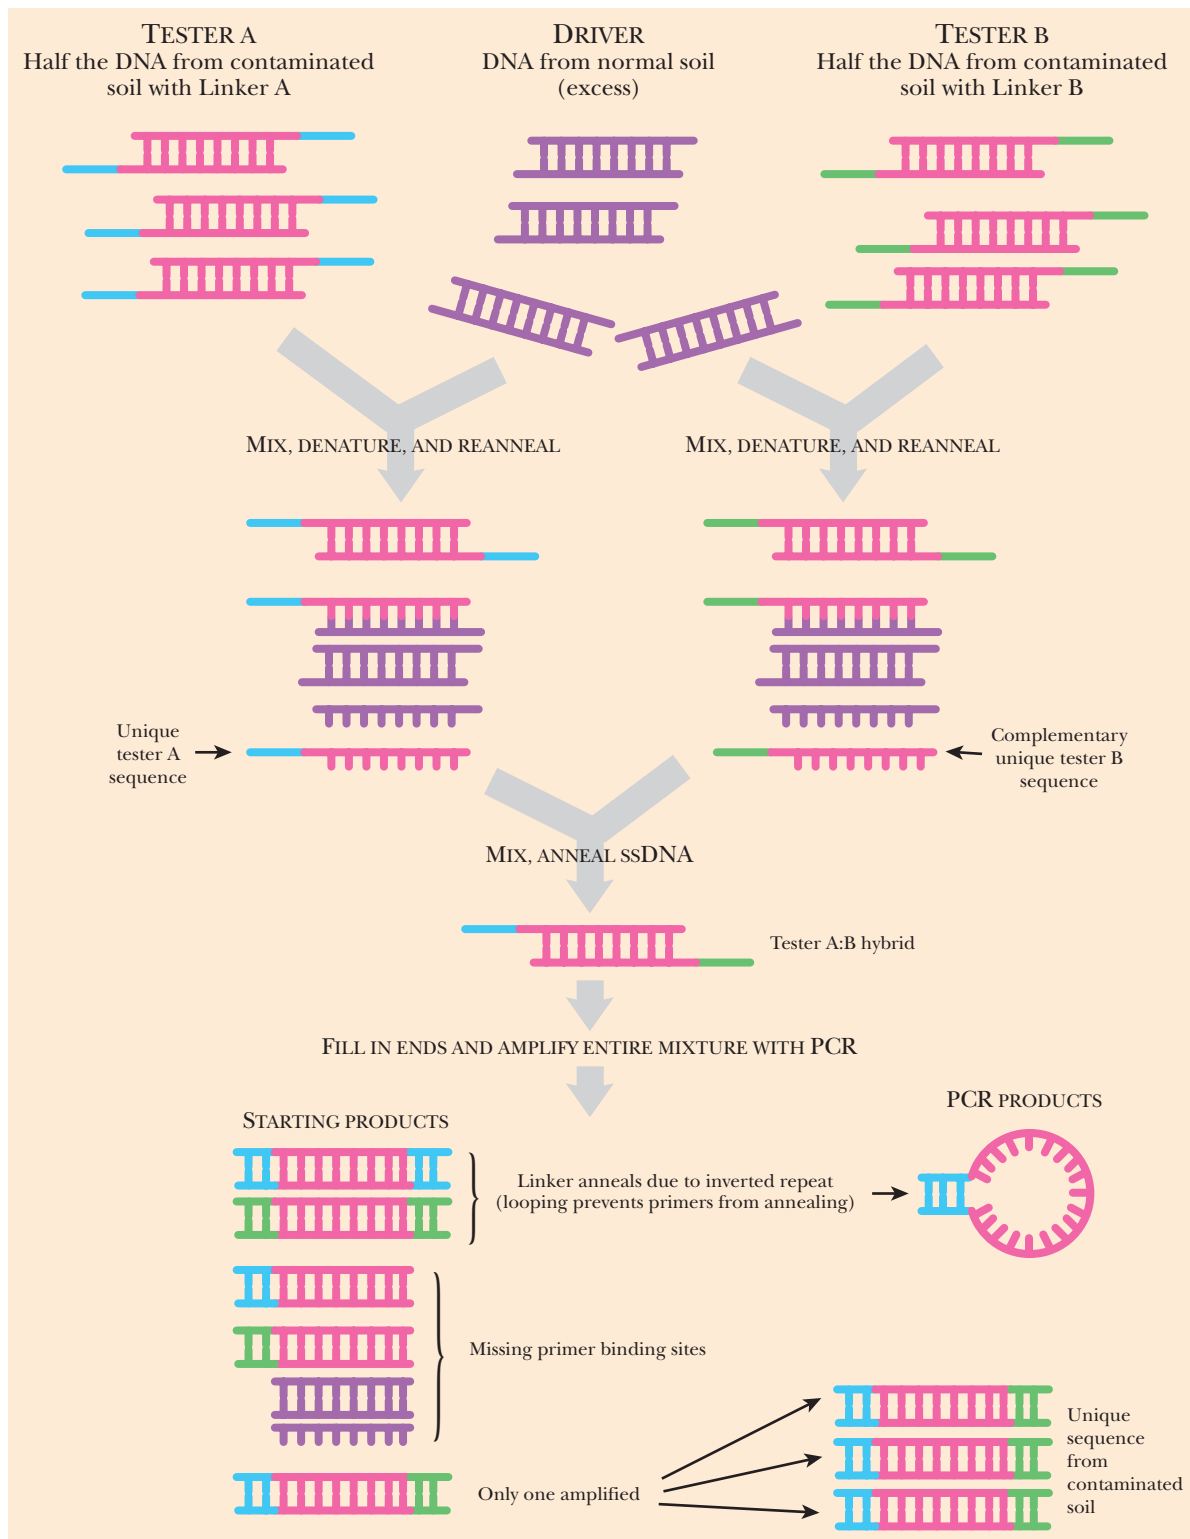 TESTER A
Half the DNA from contaminated
soil with Linker A
DRIVER
DNA from normal soil
(excess)
TESTER B
Half the DNA from contaminated
soil with Linker B
MIX, DENATURE, AND REANNEAL
MIX, DENATURE, AND REANNEAL
Unique
tester A
sequence
Complementary
unique tester B
sequence
MIX, ANNEAL SSDNA
Tester A:B hybrid
FILL IN ENDS AND AMPLIFY ENTIRE MIXTURE WITH PCR
STARTING PRODUCTS
PCR PRODUCTS
Linker anneals due to inverted repeat
(looping prevents primers from annealing)
Missing primer binding sites
Only one amplified
Unique
sequence
from
contaminated
soil